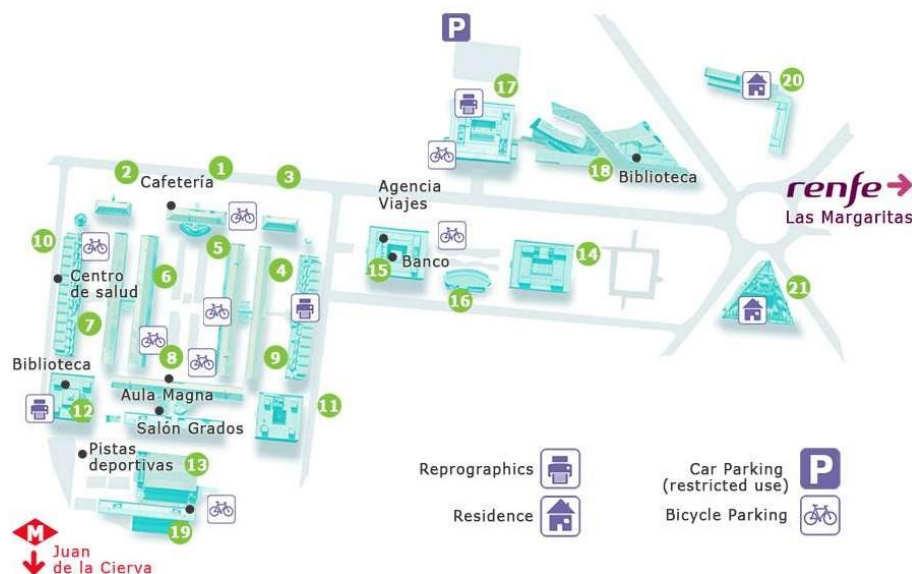 P
20
17
1
2
3
Cafetería
18
Biblioteca
renfe
Las Margaritas
Agencia
Viajes
10
5
4
6
15
Banco
14
16
21
Centro
de salud
7
8
9
Biblioteca
Aula Magna
11
12
Salón Grados
Pistas
deportivas
13
19
M
Juan
de la Cierva
Reprographics
Residence
Car Parking
(restricted use)
P
Bicycle Parking